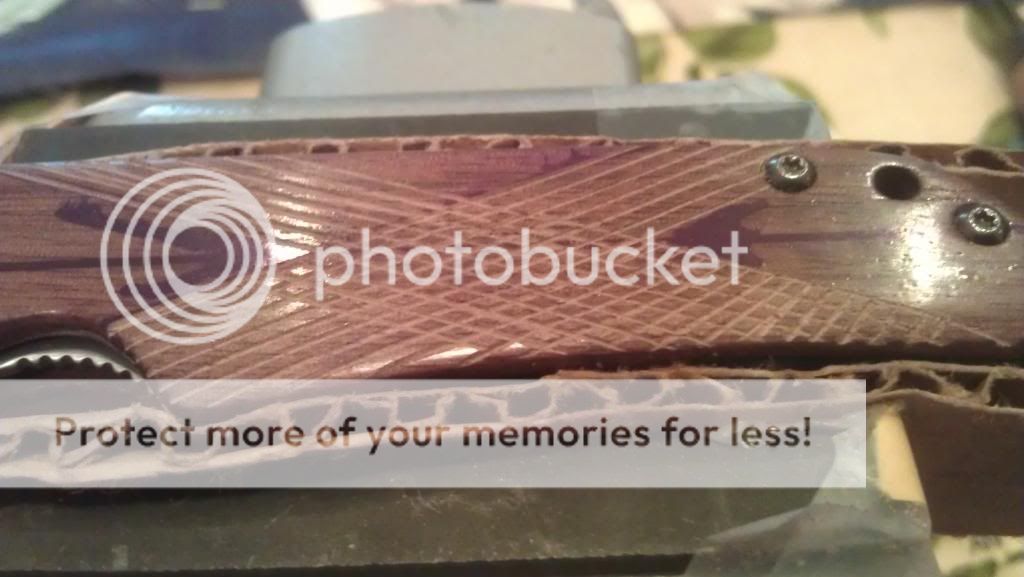 photobucket
Protect more of your memories for less!